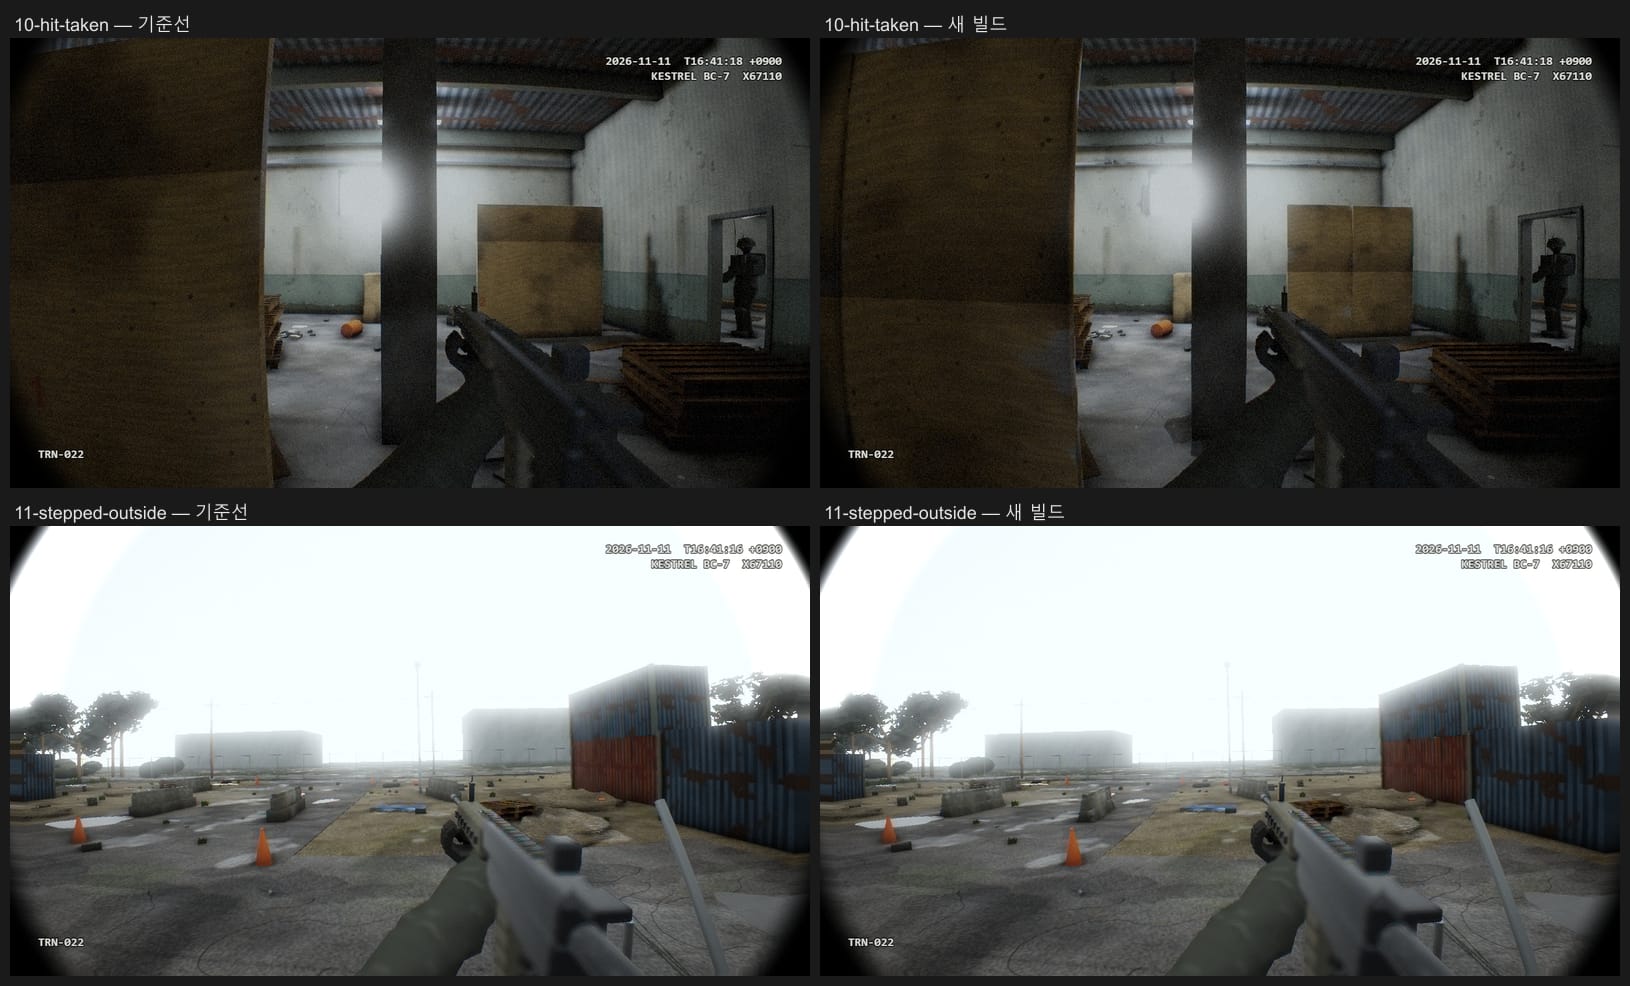 10-hit-taken — 기준선
2026-11-11 T16:41:18 +0900
KESTREL BC-7 X67110
TRN-022
10-hit-taken — 새 빌드
2026-11-11 T16:41:18 +0900
KESTREL BC-7 X67110
TRN-022
11-stepped-outside — 기준선
2026-11-11 T16:41:16 +0900
KESTREL BC-7 X67110
TRN-022
11-stepped-outside — 새 빌드
2026-11-11 T16:41:16 +0900
KESTREL BC-7 X67110
TRN-022